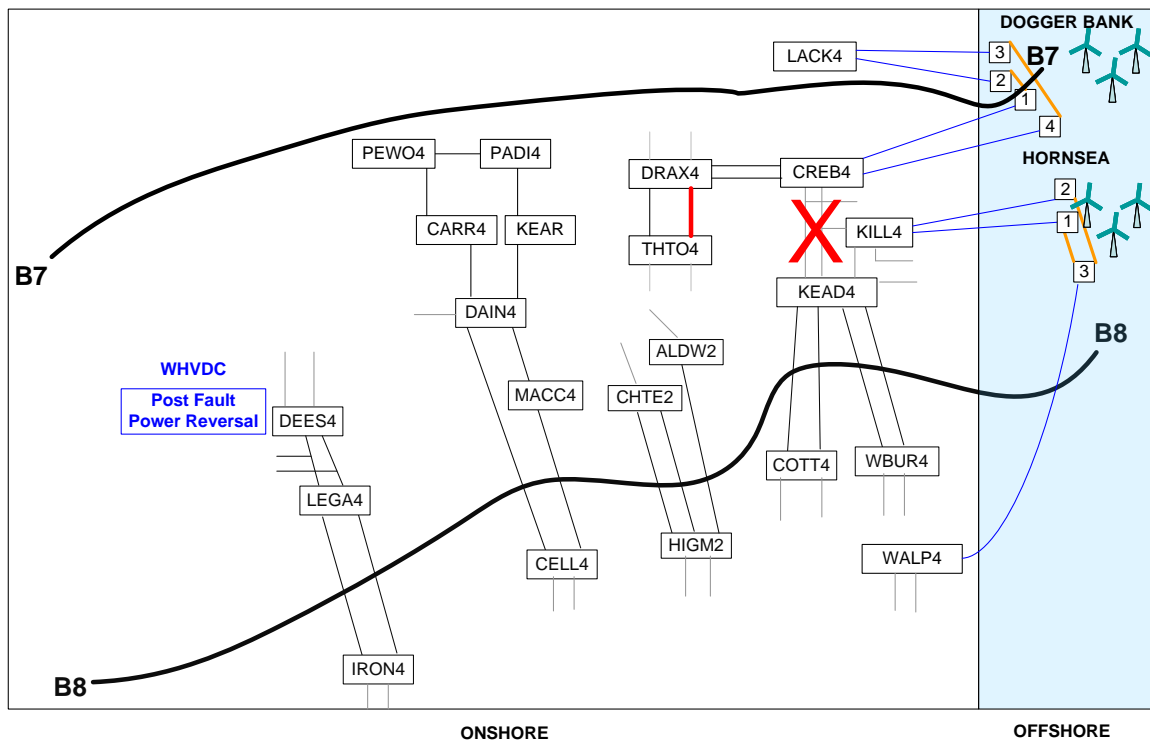 DOGGER BANK
B7
LACK4
3
2
1
4
PEWO4
PADI4
DRAX4
CREB4
HORNSEA
2
1
CARR4
KEAR
THTO4
X
KILL4
B7
3
KEAD4
DAIN4
B8
ALDW2
WHVDC
Post Fault
Power Reversal
MACC4
CHTE2
DEES4
COTT4
WBUR4
LEGA4
HIGM2
WALP4
CELL4
IRON4
B8
ONSHORE
OFFSHORE